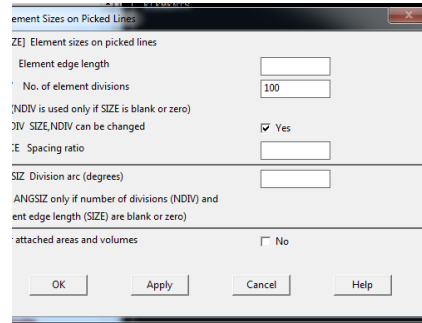 ement Sizes on Picked Lines
ZE] Element sizes on picked lines
Element edge length
No. of element divisions
100
(NDIV is used only if SIZE is blank or zero)
DIV SIZE,NDIV can be changed
Yes
CE Spacing ratio
SIZ Division arc (degrees)
ANGSIZ only if number of divisions (NDIV) and
ent edge length (SIZE) are blank or zero)
attached areas and volumes
No
OK
Apply
Cancel
Help